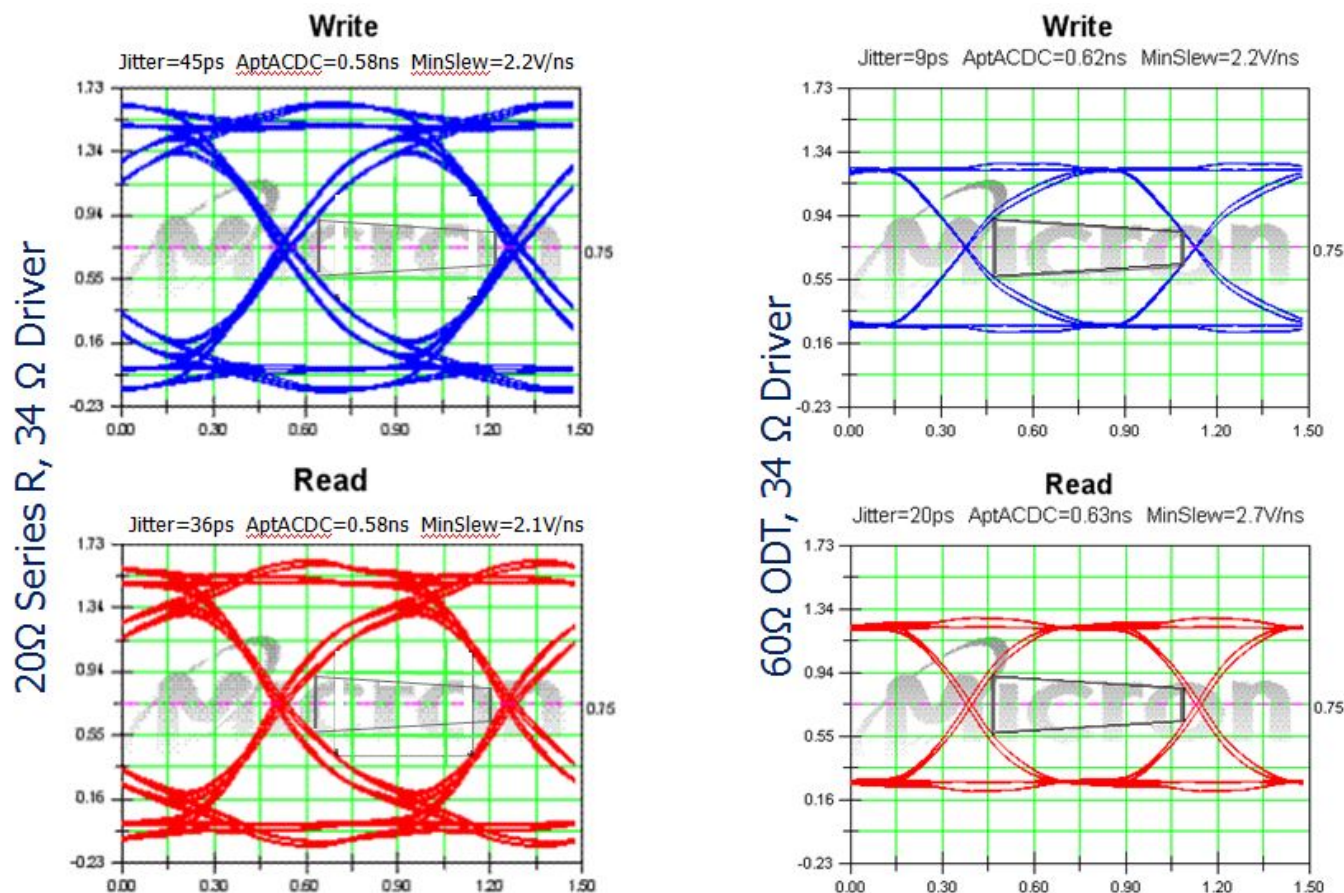 20Ω Series R, 34 Ω Driver
Write
Jitter=45ps AptACDC=0.58ns MinSlew=2.2V/ns
1.73
1.34
0.94
0.55
0.16
-0.23
0.75
0.00 0.30 0.60 0.90 1.20 1.50
Micron
Read
Jitter=36ps AptACDC=0.58ns MinSlew=2.1V/ns
1.73
1.34
0.94
0.55
0.16
-0.23
0.75
0.00 0.30 0.60 0.90 1.20 1.50
Micron
60Ω ODT, 34 Ω Driver
Write
Jitter=9ps AptACDC=0.62ns MinSlew=2.2V/ns
1.73
1.34
0.94
0.55
0.16
-0.23
0.75
0.00 0.30 0.60 0.90 1.20 1.50
Micron
Read
Jitter=20ps AptACDC=0.63ns MinSlew=2.7V/ns
1.73
1.34
0.94
0.55
0.16
-0.23
0.75
0.00 0.30 0.60 0.90 1.20 1.50
Micron